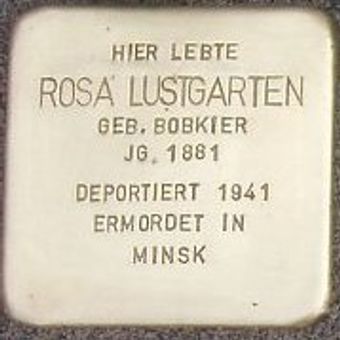 HIER LEBTE
ROSA LUSTGARTEN
GEB. BOBKIER
JG. 1881
DEPORTIERT 1941
ERMORDET IN
MINSK